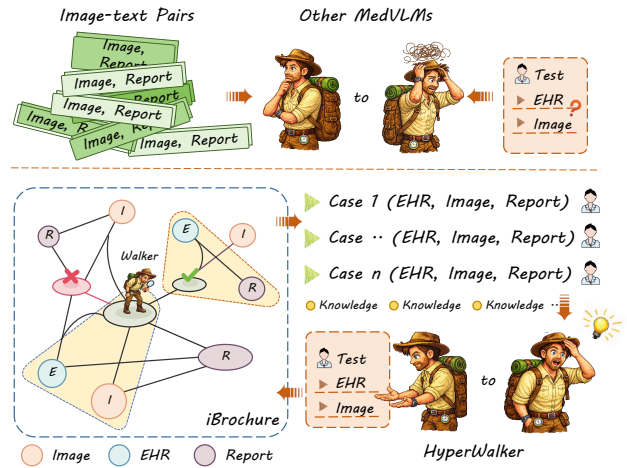 Image-text Pairs
Other MedVLMs
Image,
Report
Image, Report
Report
Image, Report
Image, R
Image, Report
Image, Report
to
Test
EHR
?
Image
R
I
E
I
R
Walker
R
E
I
iBrochure
Case 1 (EHR, Image, Report)
Case ·· (EHR, Image, Report)
Case n (EHR, Image, Report)
Knowledge
Knowledge
Knowledge ··
Test
EHR
Image
to
HyperWalker
Image
EHR
Report